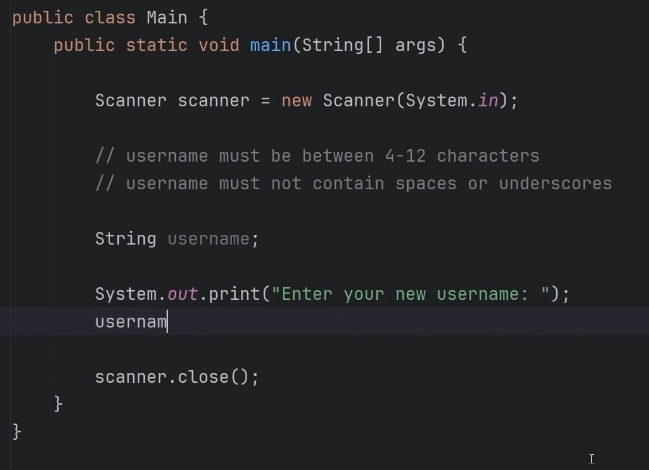 public class Main {
    public static void main(String[] args) {
        Scanner scanner = new Scanner(System.in);
        // username must be between 4-12 characters
        // username must not contain spaces or underscores
        String username;
        System.out.print("Enter your new username: ");
        usernam
        scanner.close();
    }
}